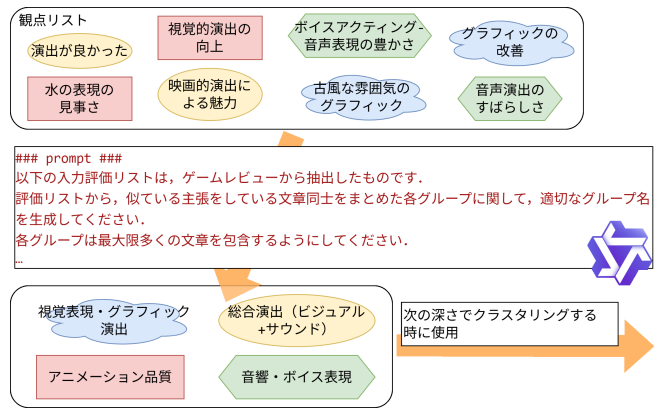 観点リスト
演出が良かった
視覚的演出の
向上
ボイスアクティング-
音声表現の豊かさ
グラフィックの
改善
水の表現の
見事さ
映画的演出に
よる魅力
古風な雰囲気の
グラフィック
音声演出の
すばらしさ
### prompt ###
以下の入力評価リストは，ゲームレビューから抽出したものです．
評価リストから，似ている主張をしている文章同士をまとめた各グループに関して，適切なグループ名
を生成してください．
各グループは最大限多くの文章を包含するようにしてください．
…
視覚表現・グラフィック
演出
総合演出（ビジュアル
+サウンド）
アニメーション品質
音響・ボイス表現
次の深さでクラスタリングする
時に使用